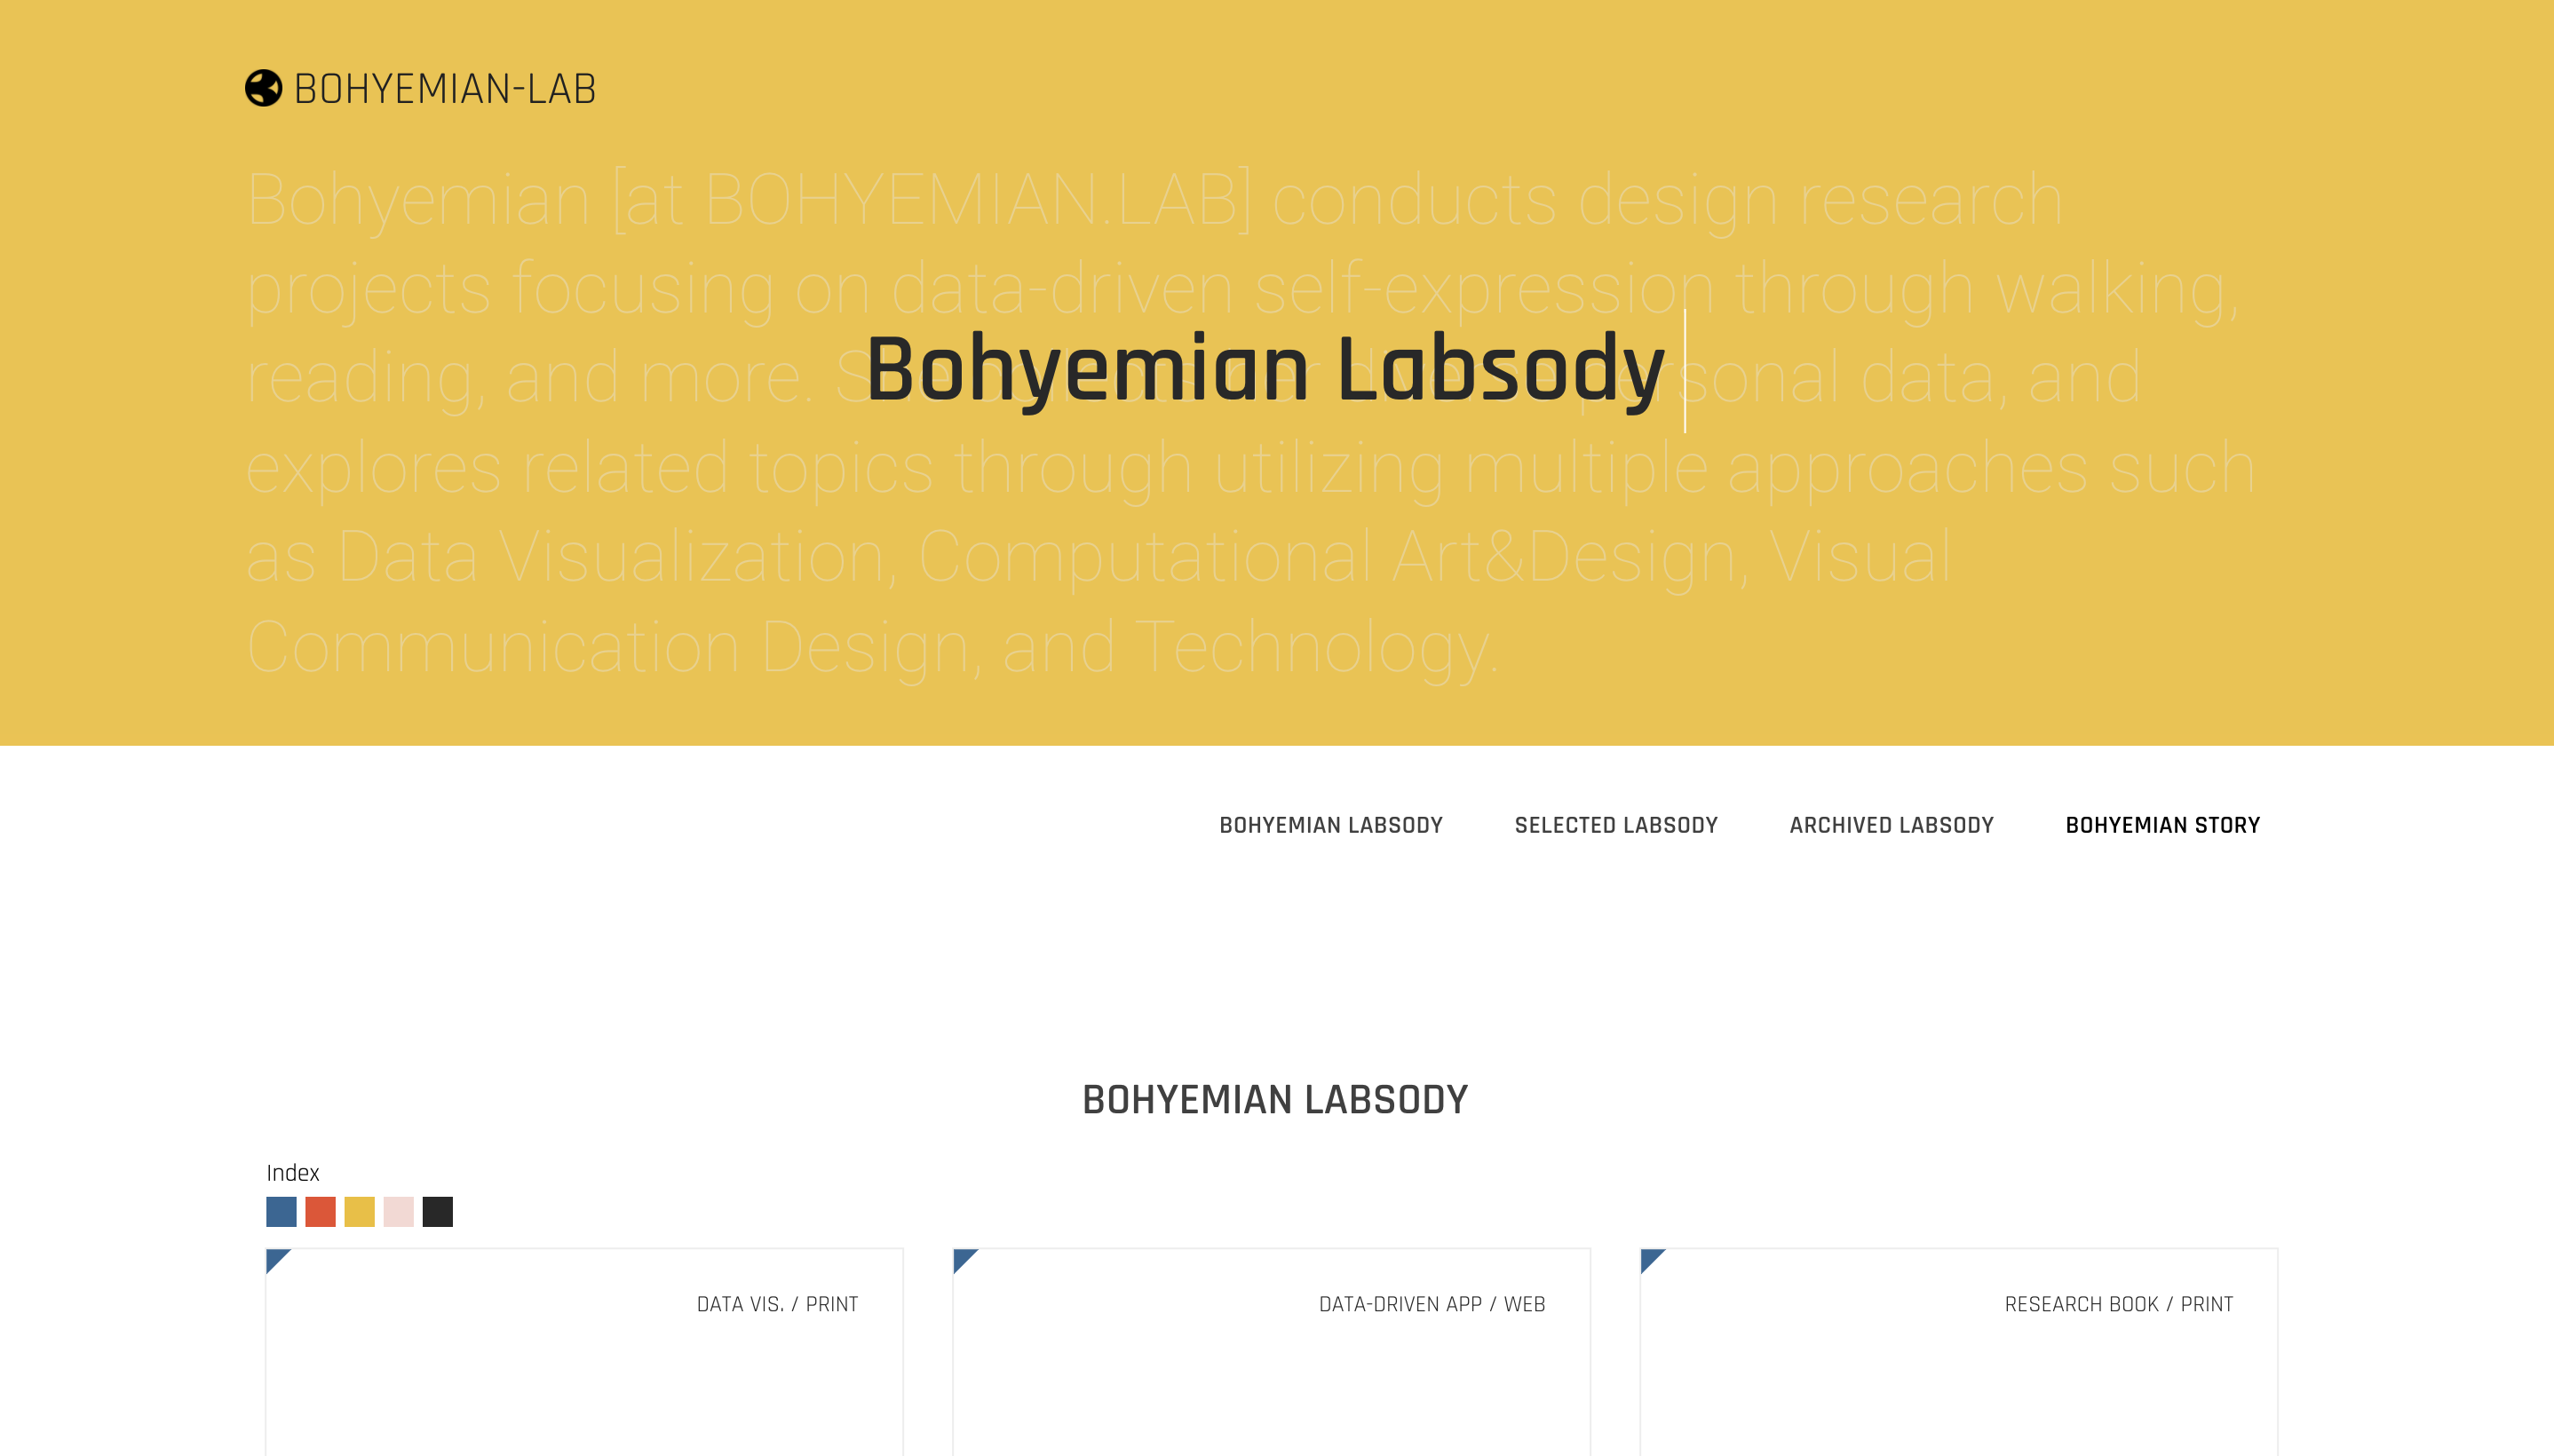 BOHYEMIAN-LAB
Bohyemian [at BOHYEMIAN.LAB] conducts design research
projects focusing on data-driven self-expression through walking,
reading, and more. personal data, and
Bohyemian Labsody
explores related topics through utilizing multiple approaches such
as Data Visualization, Computational Art&Design, Visual
Communication Design, and Technology.
BOHYEMIAN LABSODY SELECTED LABSODY ARCHIVED LABSODY BOHYEMIAN STORY
BOHYEMIAN LABSODY
Index
DATA VIS. / PRINT DATA-DRIVEN APP / WEB RESEARCH BOOK / PRINT